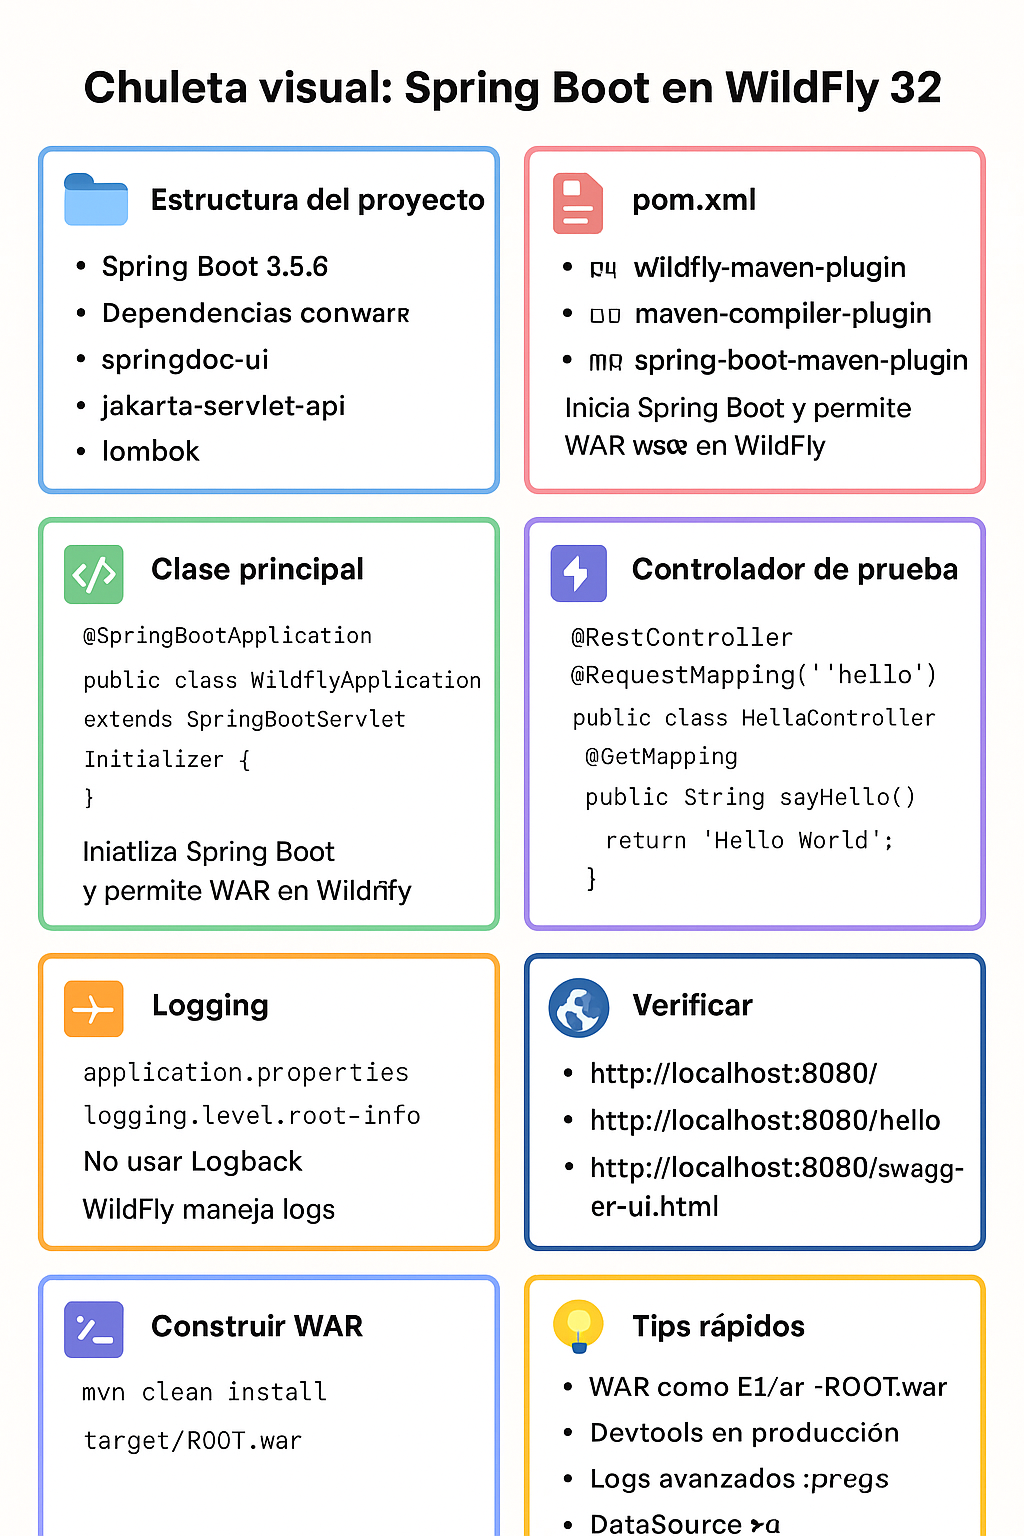 Chuleta visual: Spring Boot en WildFly 32
Estructura del proyecto
• Spring Boot 3.5.6
• Dependencias conwarʀ
• springdoc-ui
• jakarta-servlet-api
• lombok
pom.xml
• wildfly-maven-plugin
• maven-compiler-plugin
• spring-boot-maven-plugin
Inicia Spring Boot y permite
WAR en WildFly
Clase principal
@SpringBootApplication
public class WildflyApplication
extends SpringBootServlet
Initializer {
}
Iniatliza Spring Boot
y permite WAR en
Controlador de prueba
@RestController
@RequestMapping(''hello')
public class HellaController
@GetMapping
public String sayHello()
return 'Hello World';
}
Logging
application.properties
logging.level.root-info
No usar Logback
WildFly maneja logs
Verificar
• http://localhost:8080/
• http://localhost:8080/hello
• http://localhost:8080/swagg-
er-ui.html
Construir WAR
mvn clean install
target/ROOT.war
Tips rápidos
• WAR como E1/ar -ROOT.war
• Devtools en producción
• Logs avanzados :pregs
• DataSource